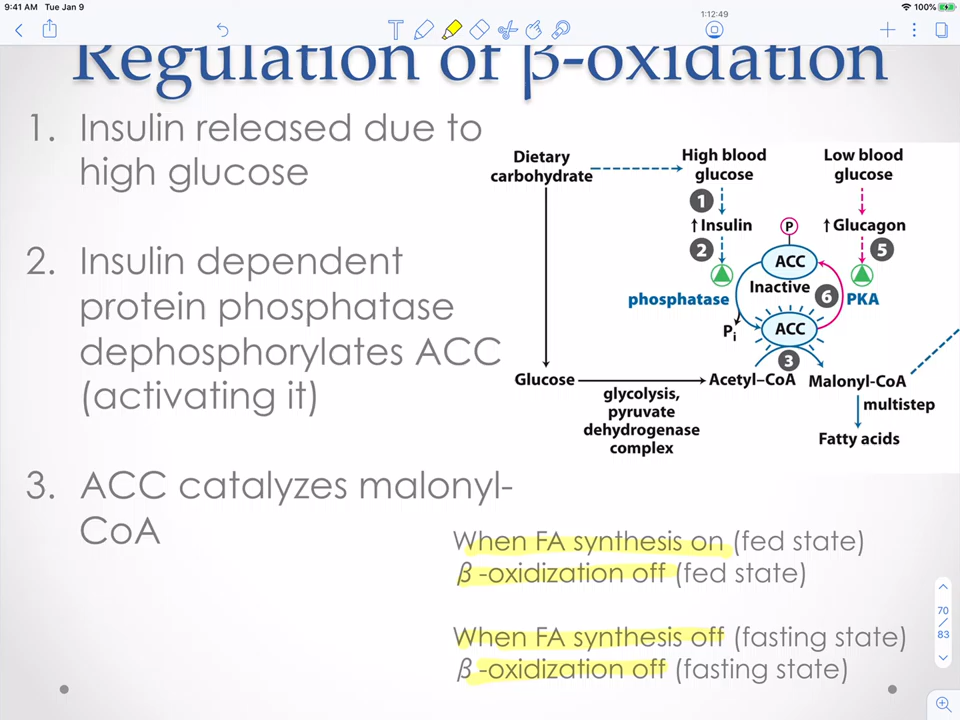 9:41 AM Tue Jan 9
100%
1:12:49
T
Regulation of β-oxidation
1. Insulin released due to
high glucose
2. Insulin dependent
protein phosphatase
dephosphorylates ACC
(activating it)
3. ACC catalyzes malonyl-
CoA
Dietary
carbohydrate
High blood
glucose
Low blood
glucose
1
↑Insulin
P
↑Glucagon
2
5
ACC
Inactive
phosphatase
6
PKA
Pi
ACC
3
Glucose
Acetyl–CoA
Malonyl-CoA
glycolysis,
pyruvate
dehydrogenase
complex
multistep
Fatty acids
When FA synthesis on (fed state)
β -oxidization off (fed state)
When FA synthesis off (fasting state)
β -oxidization off (fasting state)
70
/
83